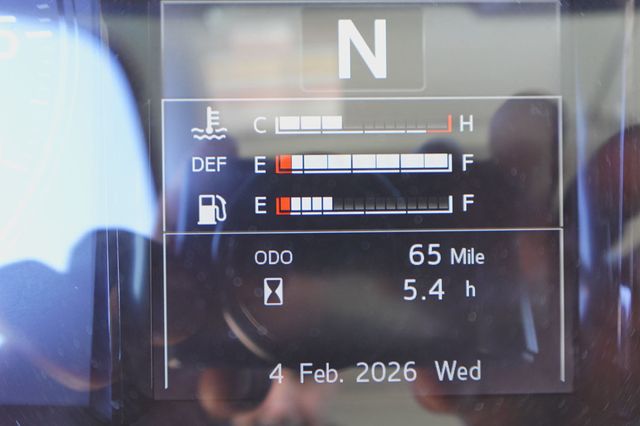 N
C H
DEF E F
E F
ODO 65 Mile
5.4 h
4 Feb. 2026 Wed